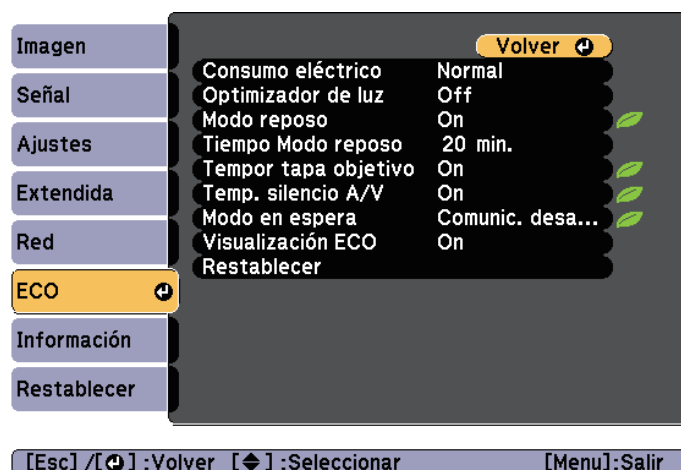 Imagen
Señal
Ajustes
Extendida
Red
ECO
Información
Restablecer
Volver
Consumo eléctrico Normal
Optimizador de luz Off
Modo reposo On
Tiempo Modo reposo 20 min.
Tempor tapa objetivo On
Temp. silencio A/V On
Modo en espera Comunic. desa...
Visualización ECO On
Restablecer
[Esc] /[ ] :Volver [ ] :Seleccionar [Menu]:Salir